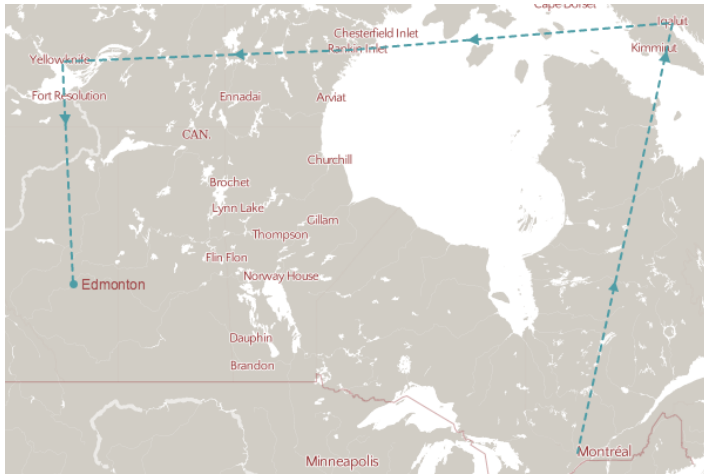 Cape Dorset
Iqaluit
Chesterfield Inlet
Rankin Inlet
Kimmirut
Yellowknife
Fort Resolution
Ennadai
Arviat
CAN.
Churchill
Brochet
Lynn Lake
Gillam
Thompson
Flin Flon
Norway House
Edmonton
Dauphin
Brandon
Montréal
Minneapolis